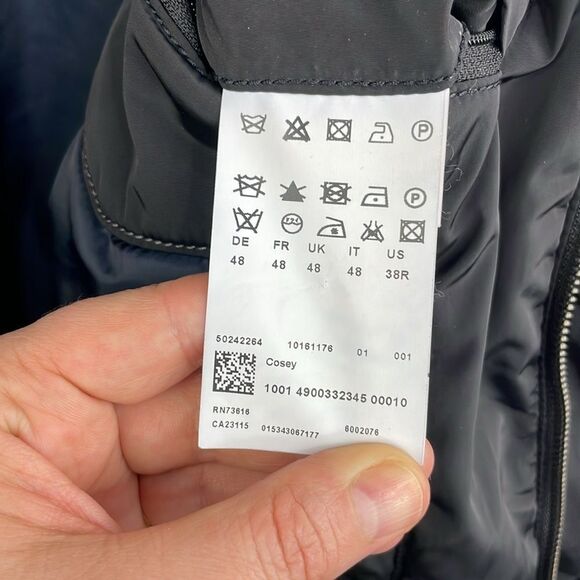 P
P
DE FR UK IT US
48 48 48 48 38R
50242264 10161176 01 001
Cosey
1001 4900332345 00010
RN73616
CA23115 015343067177 8002076